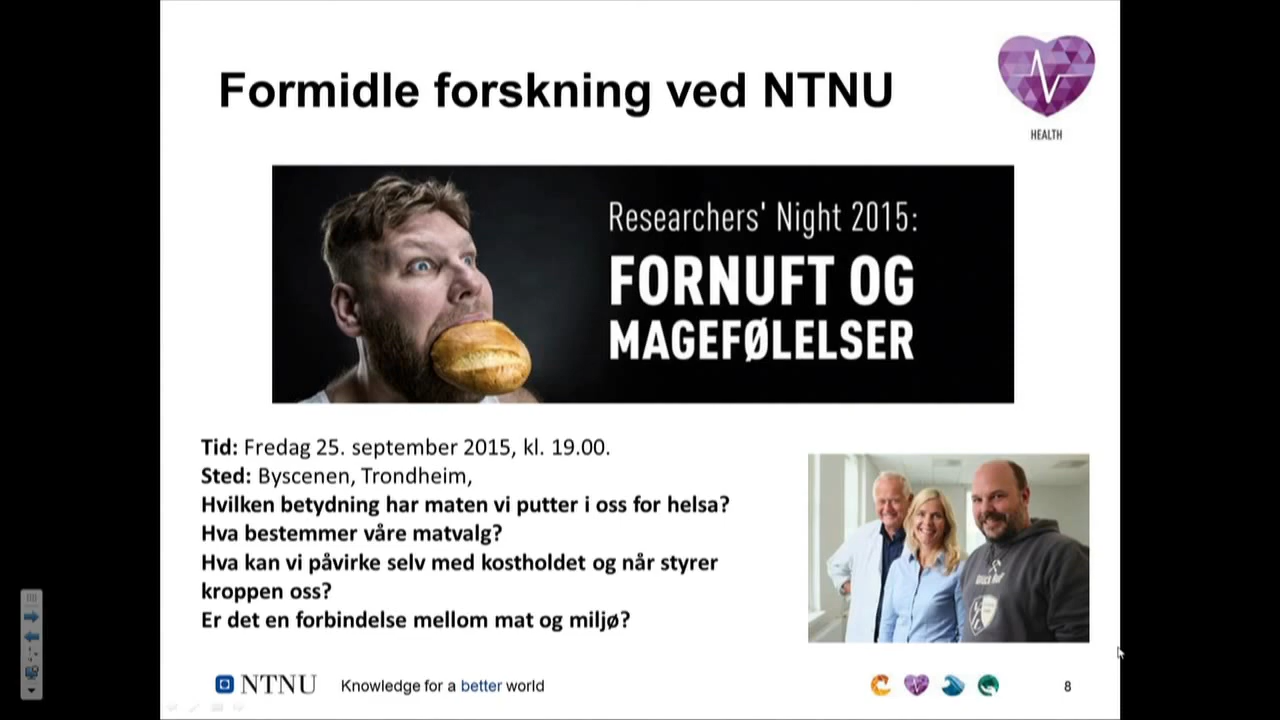 Formidle forskning ved NTNU
HEALTH
Researchers' Night 2015:
FORNUFT OG
MAGEFØLELSER
Tid: Fredag 25. september 2015, kl. 19.00.
Sted: Byscenen, Trondheim,
Hvilken betydning har maten vi putter i oss for helsa?
Hva bestemmer våre matvalg?
Hva kan vi påvirke selv med kostholdet og når styrer
kroppen oss?
Er det en forbindelse mellom mat og miljø?
NTNU
Knowledge for a better world
8